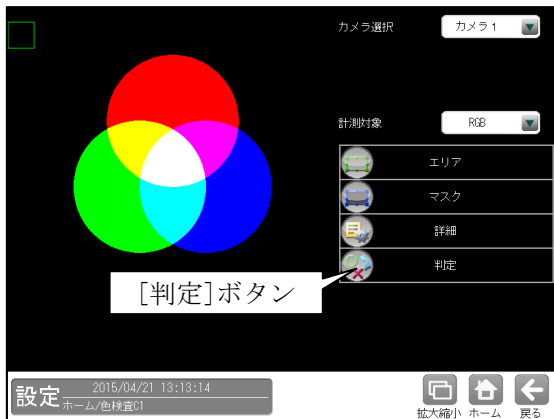 カメラ選択
カメラ1
計測対象
RGB
エリア
マスク
詳細
判定
[判定]ボタン
設定
2015/04/21 13:13:14
ホーム/色検査C1
拡大縮小
ホーム
戻る